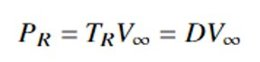 P_R = T_R V_∞ = D V_∞